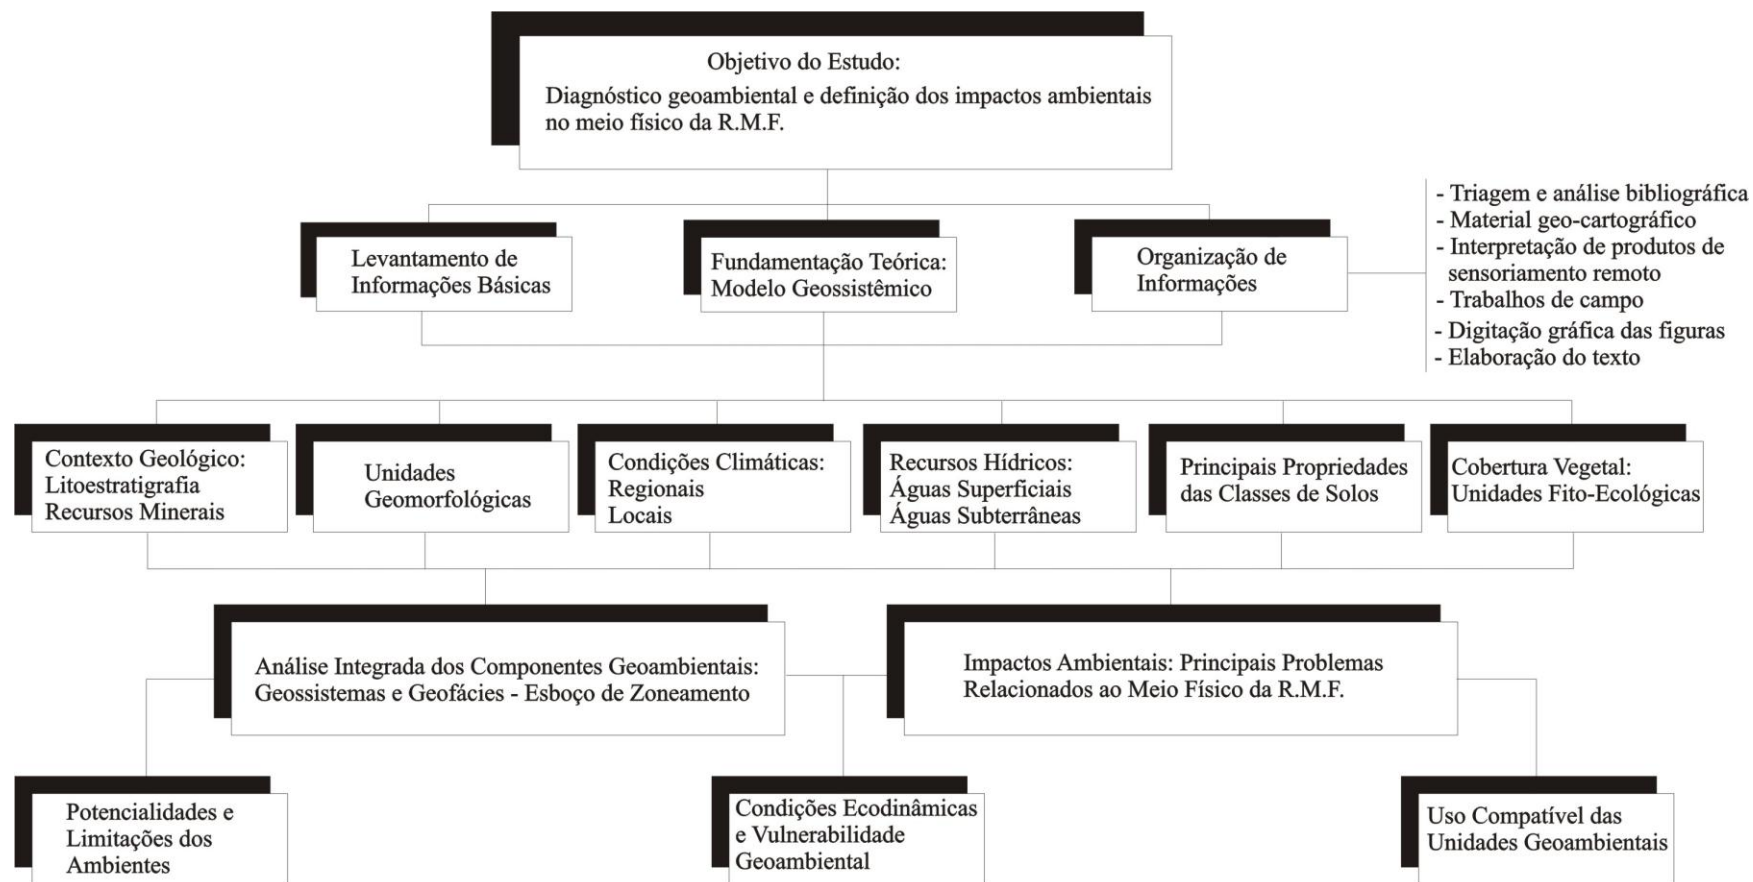 Objetivo do Estudo:
Diagnóstico geoambiental e definição dos impactos ambientais
no meio físico da R.M.F.
Levantamento de
Informações Básicas
Fundamentação Teórica:
Modelo Geossistêmico
Organização de
Informações
- Triagem e análise bibliográfica
- Material geo-cartográfico
- Interpretação de produtos de
sensoriamento remoto
- Trabalhos de campo
- Digitação gráfica das figuras
- Elaboração do texto
Contexto Geológico:
Litoestratigrafia
Recursos Minerais
Unidades
Geomorfológicas
Condições Climáticas:
Regionais
Locais
Recursos Hídricos:
Águas Superficiais
Águas Subterrâneas
Principais Propriedades
das Classes de Solos
Cobertura Vegetal:
Unidades Fito-Ecológicas
Análise Integrada dos Componentes Geoambientais:
Geossistemas e Geofácies - Esboço de Zoneamento
Impactos Ambientais: Principais Problemas
Relacionados ao Meio Físico da R.M.F.
Potencialidades e
Limitações dos
Ambientes
Condições Ecodinâmicas
e Vulnerabilidade
Geoambiental
Uso Compatível das
Unidades Geoambientais